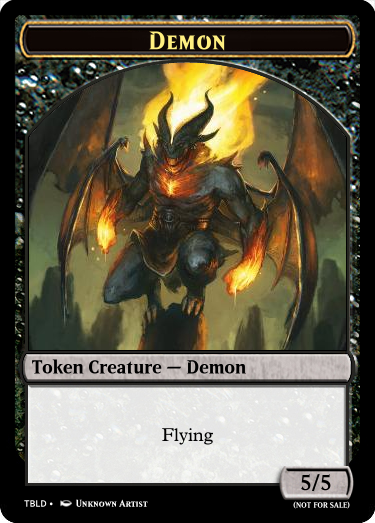 Demon
Token Creature — Demon
Flying
5/5
TBLD • Unknown Artist
(NOT FOR SALE)